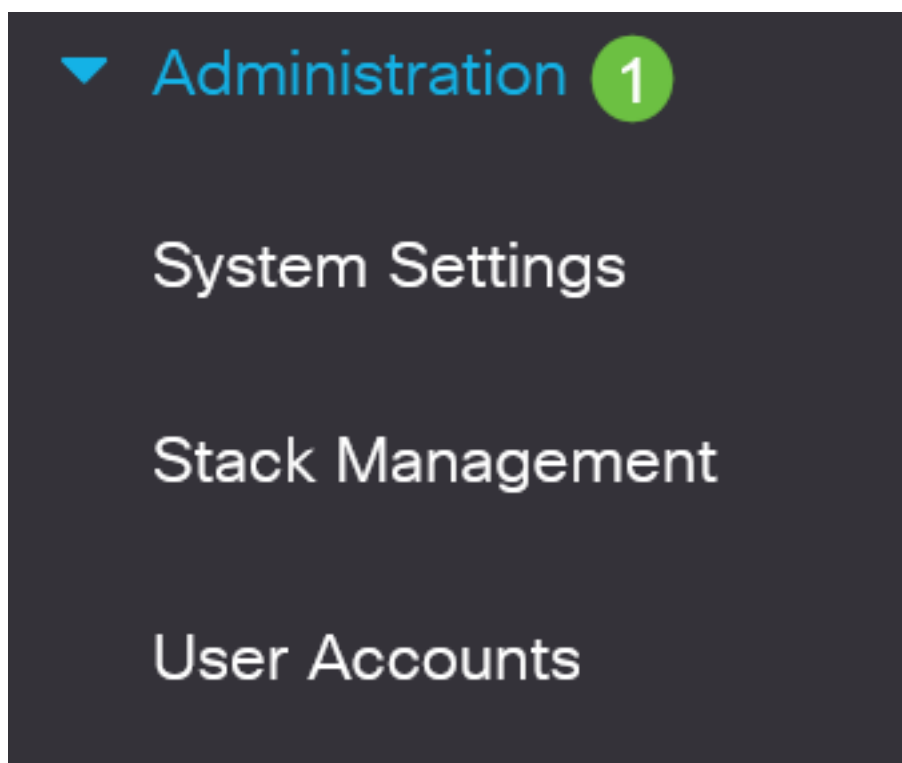 Administration 1
System Settings
Stack Management
User Accounts